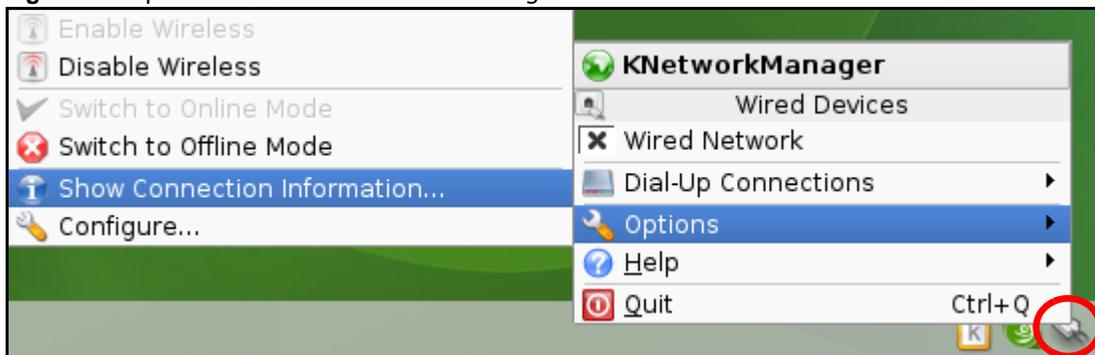 Enable Wireless
Disable Wireless
Switch to Online Mode
Switch to Offline Mode
Show Connection Information...
Configure...
KNetworkManager
Wired Devices
Wired Network
Dial-Up Connections
Options
Help
Quit Ctrl+Q
K